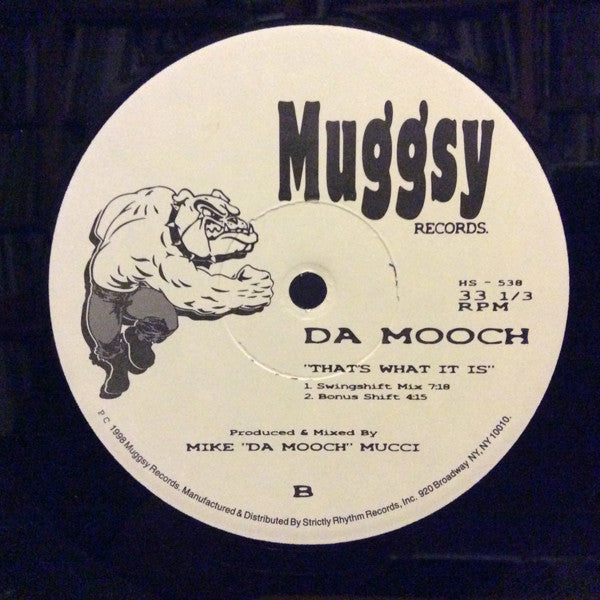 Muggsy
RECORDS.
HS - 538
33 1/3
RPM
DA MOOCH
"THAT'S WHAT IT IS"
1. Swingshift Mix 7:18
2. Bonus Shift 4:15
Produced & Mixed By
MIKE "DA MOOCH" MUCCI
B
P C 1998 Muggsy Records. Manufactured & Distributed By Strictly Rhythm Records, Inc. 920 Broadway NY, NY 10010.